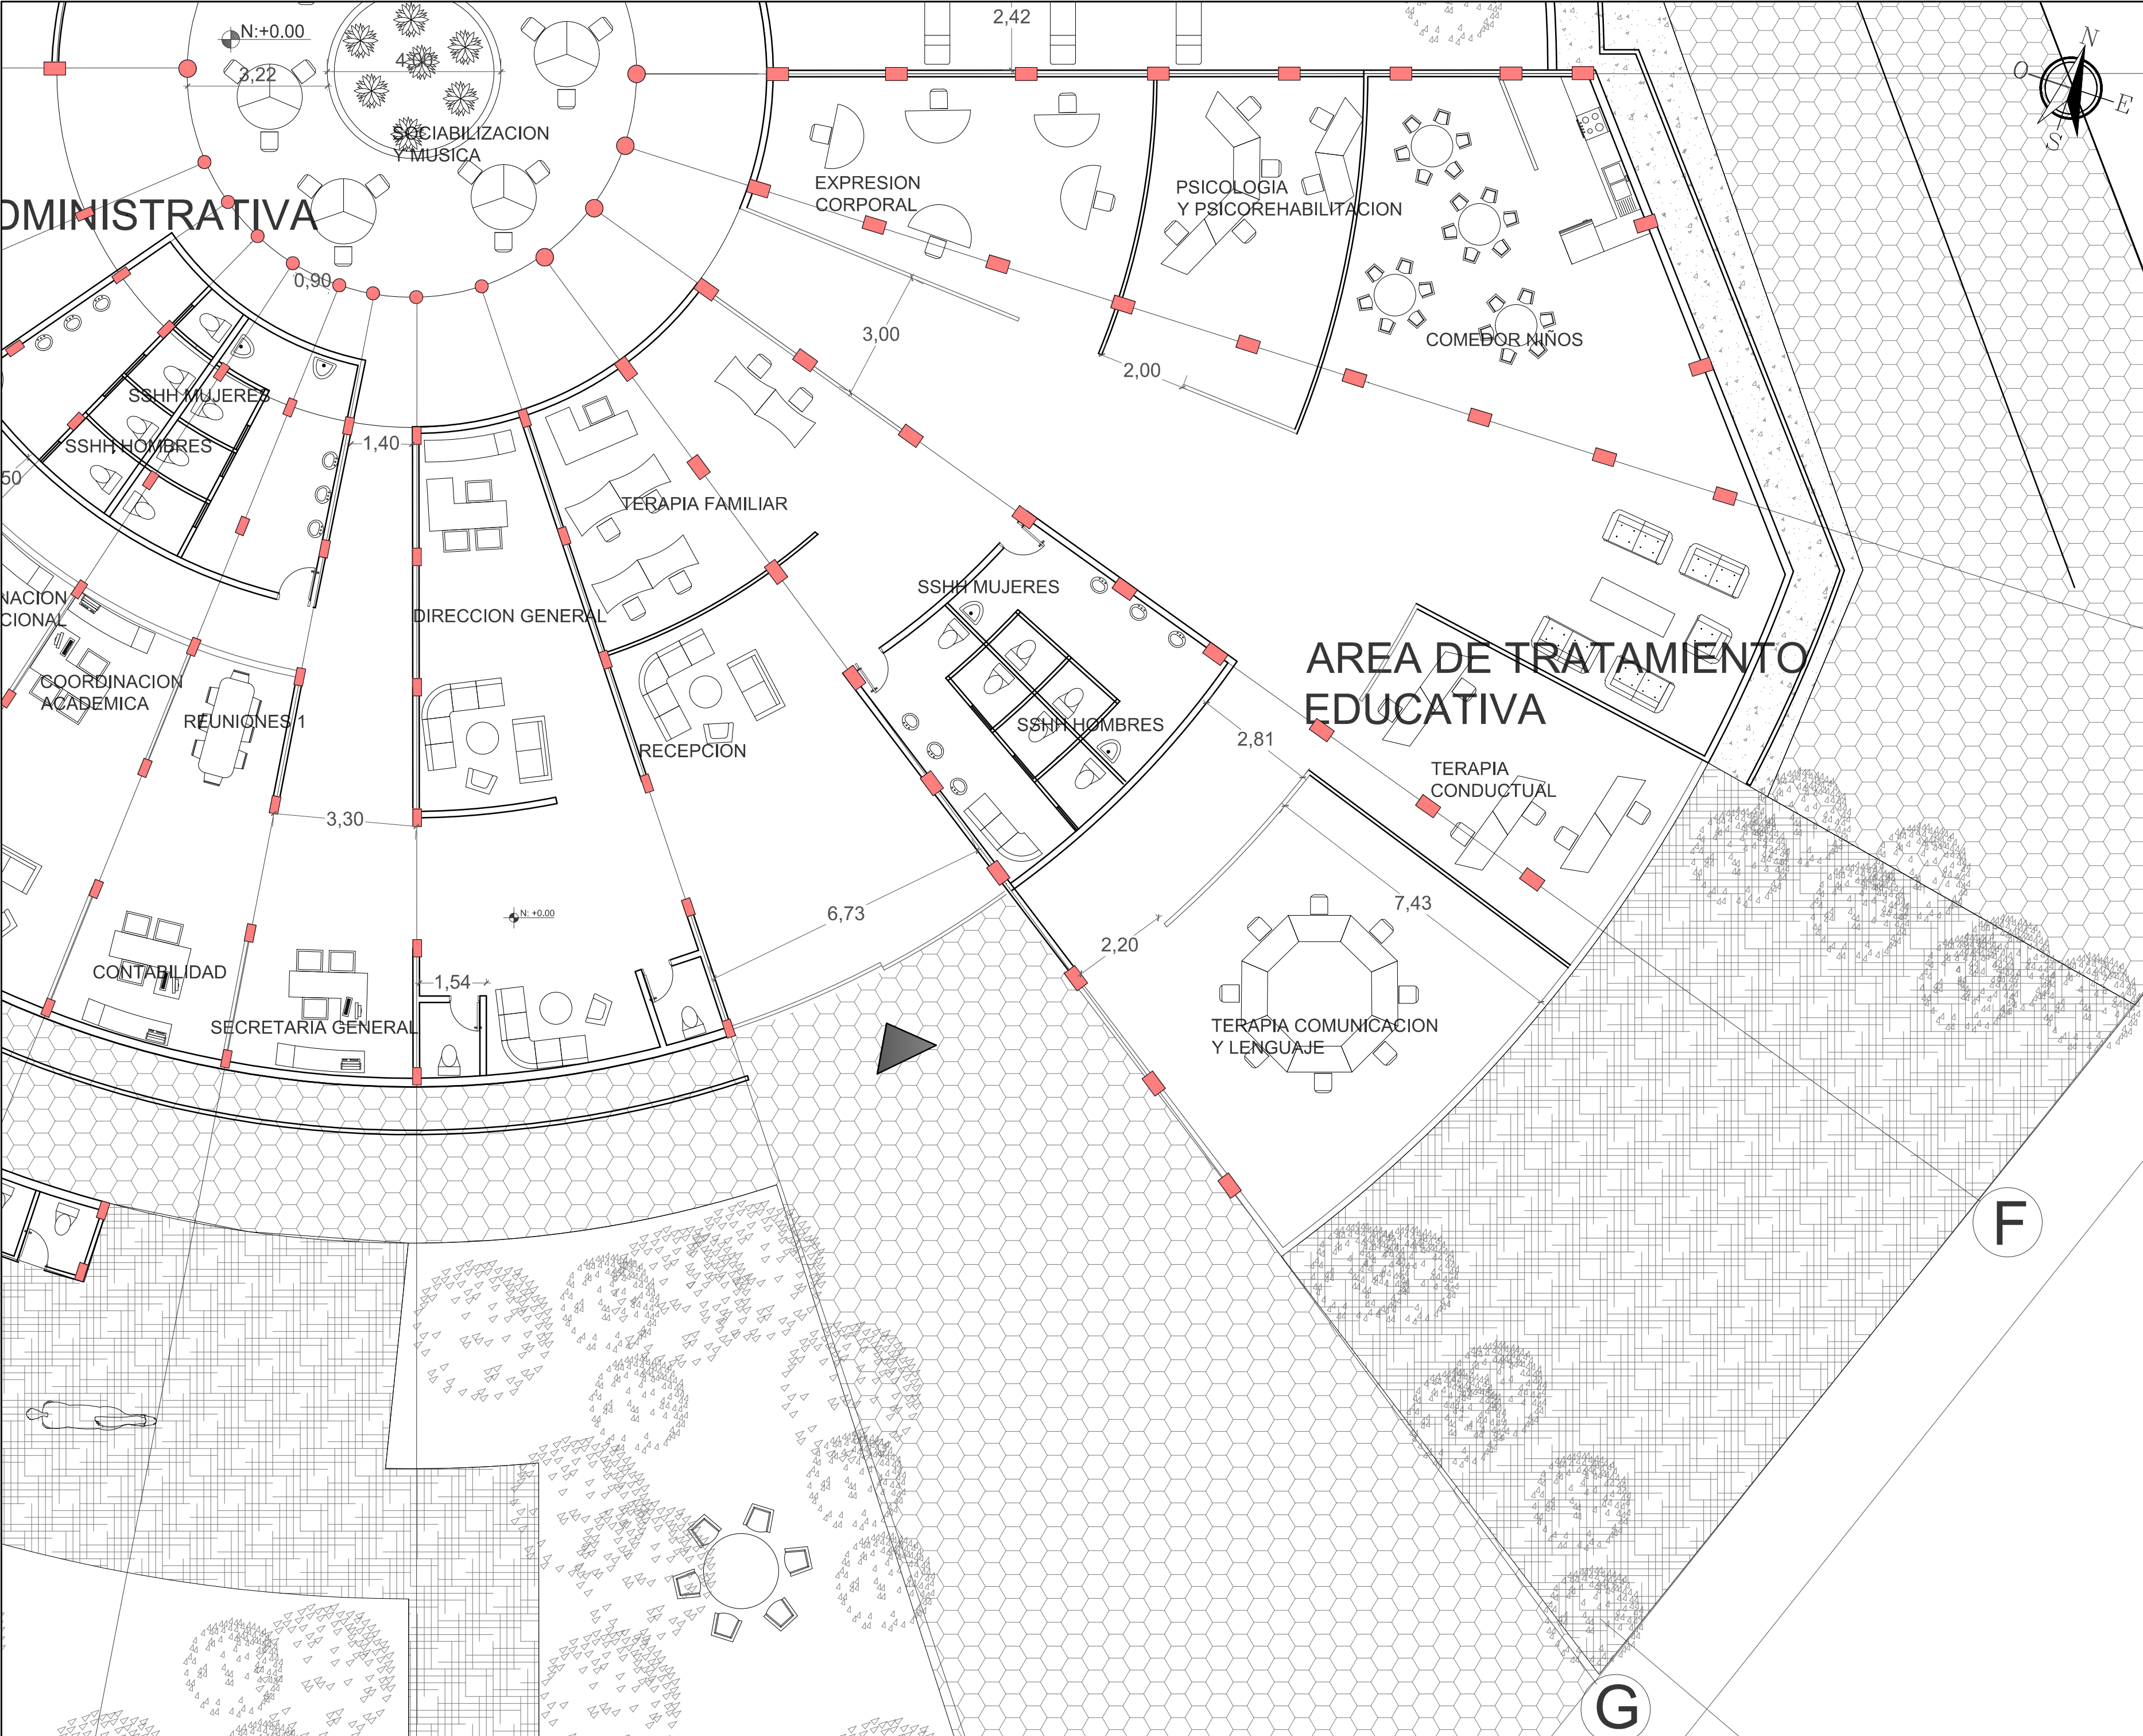 2,42
N:+0.00
N
O
E
S
3,22
4,00
SOCIABILIZACION
Y MUSICA
EXPRESION
CORPORAL
PSICOLOGIA
Y PSICOREHABILITACION
DMINISTRATIVA
0,90
3,00
COMEDOR NIÑOS
2,00
SSHH MUJERES
SSHH HOMBRES
1,40
50
TERAPIA FAMILIAR
SSHH MUJERES
NACION
CIONAL
DIRECCION GENERAL
AREA DE TRATAMIENTO
EDUCATIVA
COORDINACION
ACADEMICA
REUNIONES 1
SSHH HOMBRES
2,81
RECEPCION
TERAPIA
CONDUCTUAL
3,30
7,43
6,73
N: +0.00
2,20
CONTABILIDAD
1,54
SECRETARIA GENERAL
TERAPIA COMUNICACION
Y LENGUAJE
F
G